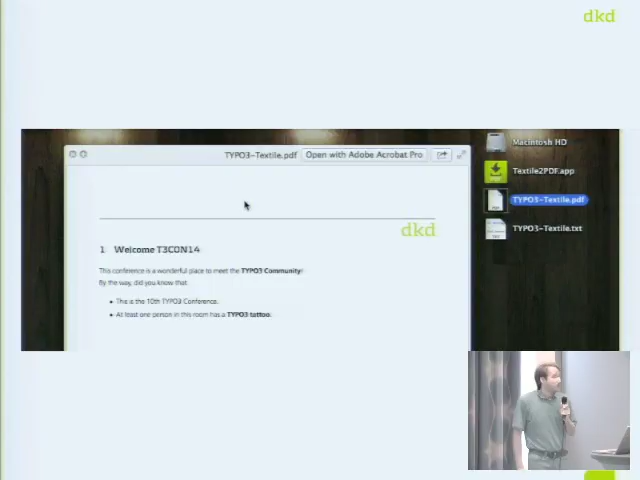 dkd
Macintosh HD
TYPO3-Textile.pdf
Open with Adobe Acrobat Pro
Textile2PDF.app
TYPO3-Textile.pdf
dkd
TYPO3-Textile.txt
1 Welcome T3CON14
This conference is a wonderful place to meet the TYPO3 Community!
By the way, did you know that
This is the 10th TYPO3 Conference.
At least one person in this room has a TYPO3 tattoo.